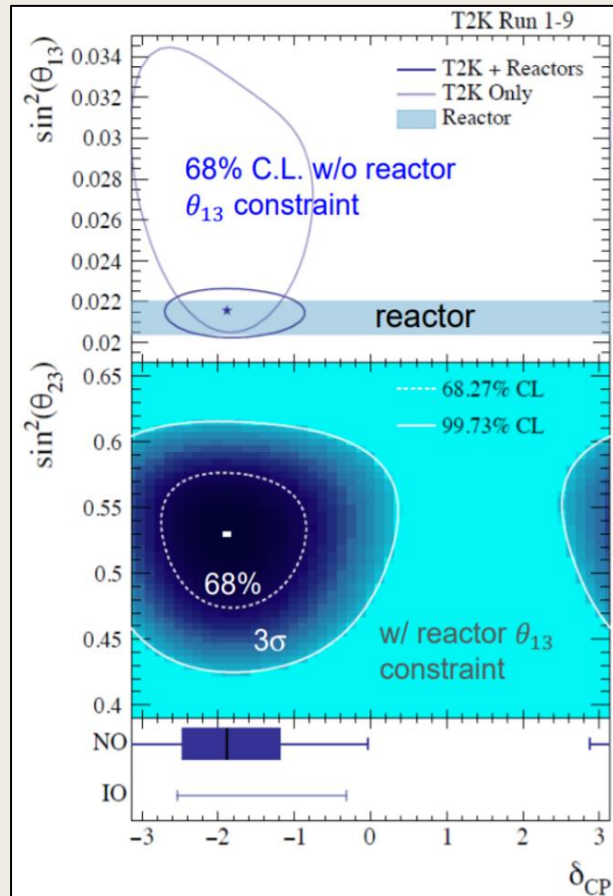 T2K Run 1-9
sin²(θ₁₃)
0.034
0.032
0.03
0.028
0.026
0.024
0.022
0.02
T2K + Reactors
T2K Only
Reactor
68% C.L. w/o reactor
θ₁₃ constraint
reactor
sin²(θ₂₃)
0.65
0.6
0.55
0.5
0.45
0.4
68.27% CL
99.73% CL
68%
3σ
w/ reactor θ₁₃
constraint
NO
IO
−3 −2 −1 0 1 2 3
δ_CP